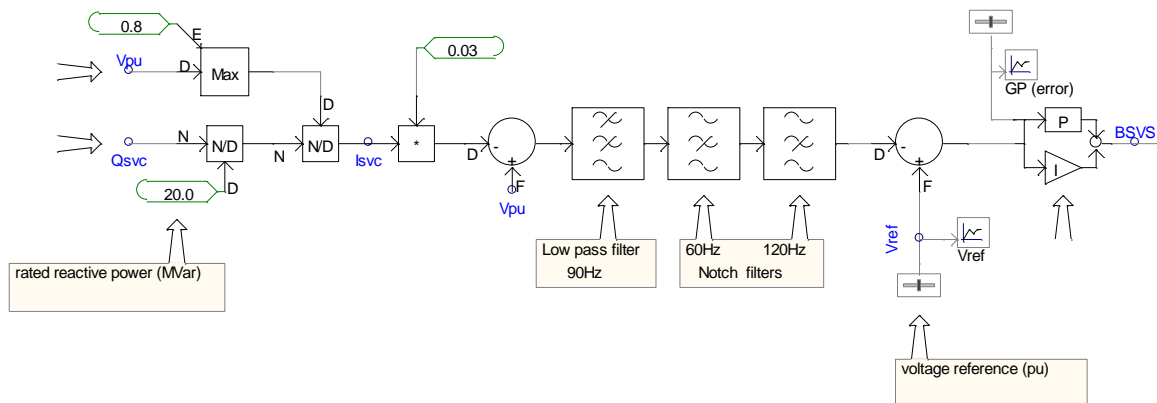 0.8
E
Vpu
D
Max
0.03
D
N
Qsvc
N/D
N
N/D
Isvc
*
D
-
+
F
Vpu
D
20.0
rated reactive power (MVar)
Low pass filter
90Hz
60Hz 120Hz
Notch filters
D
-
+
F
Vref
Vref
voltage reference (pu)
GP (error)
P
I
+
+
BSVS